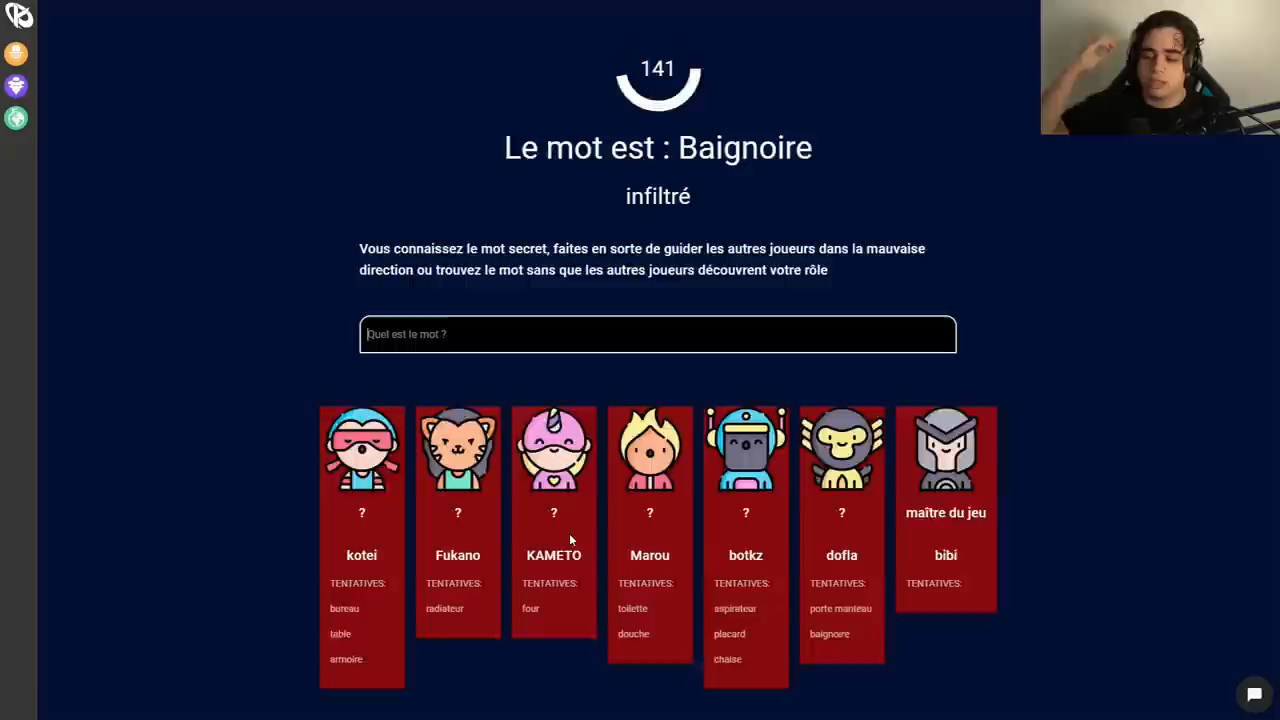 141
Le mot est : Baignoire
infiltré
Vous connaissez le mot secret, faites en sorte de guider les autres joueurs dans la mauvaise
direction ou trouvez le mot sans que les autres joueurs découvrent votre rôle
Quel est le mot ?
? ? ? ? ? ? maître du jeu
kotei Fukano KAMETO Marou botkz dofla bibi
TENTATIVES: TENTATIVES: TENTATIVES: TENTATIVES: TENTATIVES: TENTATIVES: TENTATIVES:
bureau radiateur four toilette aspirateur porte manteau
table douche placard baignoire
armoire chaise